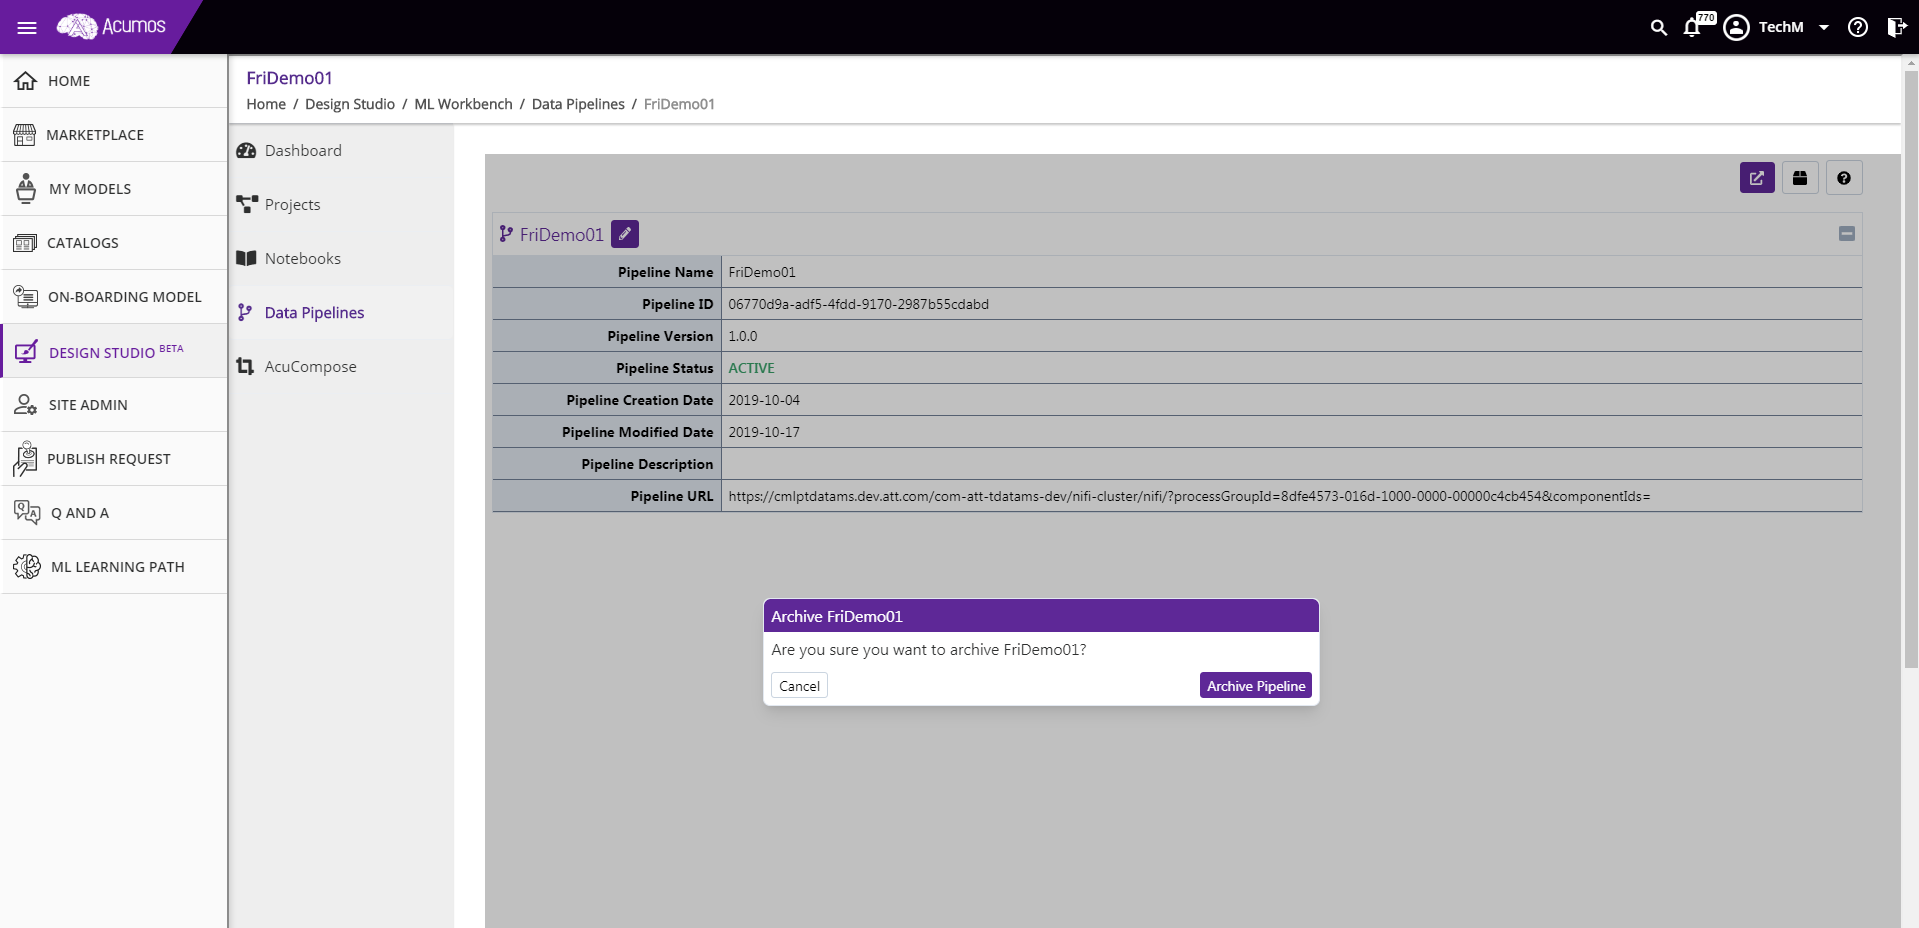 Acumos
770
TechM
HOME
MARKETPLACE
MY MODELS
CATALOGS
ON-BOARDING MODEL
DESIGN STUDIO BETA
SITE ADMIN
PUBLISH REQUEST
Q AND A
ML LEARNING PATH
FriDemo01
Home / Design Studio / ML Workbench / Data Pipelines / FriDemo01
Dashboard
Projects
Notebooks
Data Pipelines
AcuCompose
FriDemo01
Pipeline Name FriDemo01
Pipeline ID 06770d9a-adf5-4fdd-9170-2987b55cdabd
Pipeline Version 1.0.0
Pipeline Status ACTIVE
Pipeline Creation Date 2019-10-04
Pipeline Modified Date 2019-10-17
Pipeline Description
Pipeline URL https://cmlptdatams.dev.att.com/com-att-tdatams-dev/nifi-cluster/nifi/?processGroupId=8dfe4573-016d-1000-0000-00000c4cb454&componentIds=
Archive FriDemo01
Are you sure you want to archive FriDemo01?
Cancel Archive Pipeline